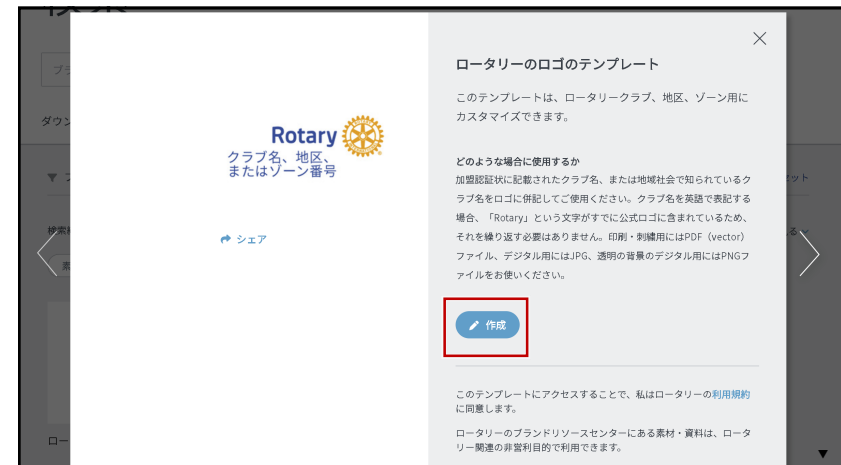 ロータリーのロゴのテンプレート
このテンプレートは、ロータリークラブ、地区、ゾーン用に
カスタマイズできます。
Rotary
クラブ名、地区、
またはゾーン番号
シェア
どのような場合に使用するか
加盟認証状に記載されたクラブ名、または地域社会で知られているク
ラブ名をロゴに併記してご使用ください。クラブ名を英語で表記する
場合、「Rotary」という文字がすでに公式ロゴに含まれているため、
それを繰り返す必要はありません。印刷・刺繍用にはPDF（vector）
ファイル、デジタル用にはJPG、透明の背景のデジタル用にはPNGフ
ァイルをお使いください。
作成
このテンプレートにアクセスすることで、私はロータリーの利用規約
に同意します。
ロータリーのブランドリソースセンターにある素材・資料は、ロータ
リー関連の非営利目的で利用できます。
ダウン
セット
検索
る
素
ロー